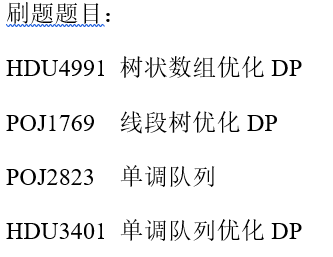 刷题题目：
HDU4991 树状数组优化 DP
POJ1769 线段树优化 DP
POJ2823 单调队列
HDU3401 单调队列优化 DP